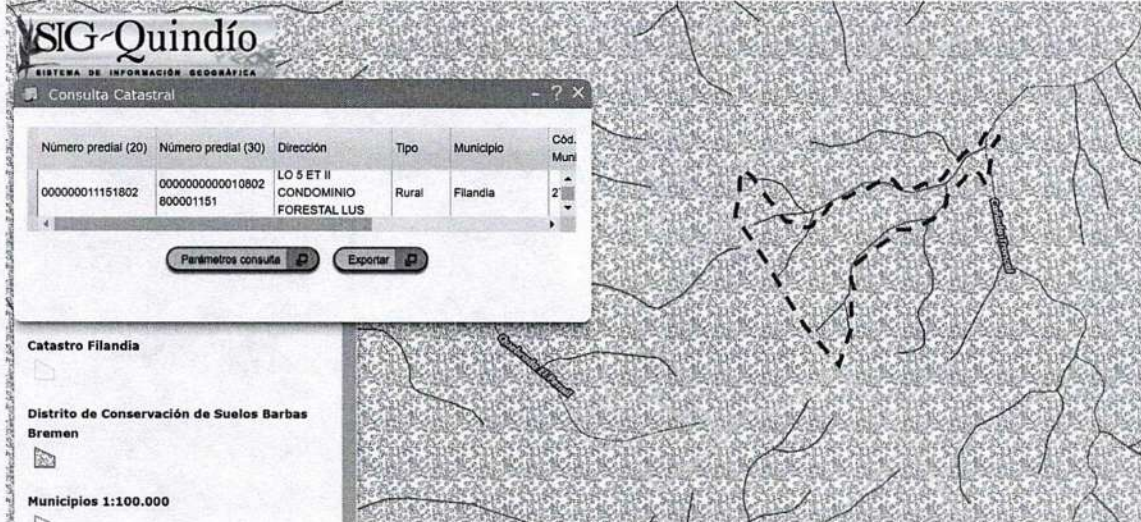 SIG-Quindío
SISTEMA DE INFORMACIÓN GEOGRÁFICA
Consulta Catastral
- ? ×
Número predial (20) Número predial (30) Dirección Tipo Municipio Cód. Muni
000000011151802 0000000000010802 800001151 LO 5 ET II CONDOMINIO FORESTAL LUS Rural Filandia 2
Parámetros consulta Exportar
Catastro Filandia
Distrito de Conservación de Suelos Barbas
Bremen
Municipios 1:100.000